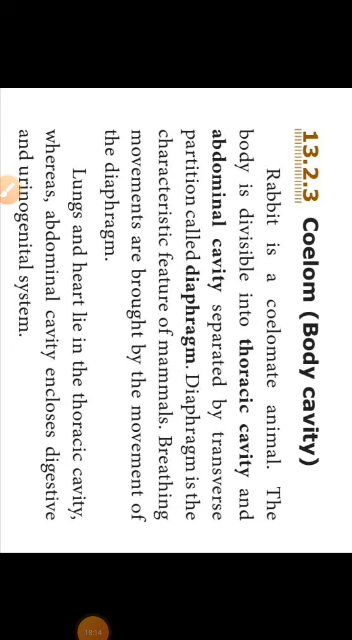 13.2.3 Coelom (Body cavity)
Rabbit is a coelomate animal. The
body is divisible into thoracic cavity and
abdominal cavity separated by transverse
partition called diaphragm. Diaphragm is the
characteristic feature of mammals. Breathing
movements are brought by the movement of
the diaphragm.
Lungs and heart lie in the thoracic cavity,
whereas, abdominal cavity encloses digestive
and urinogenital system.
18:14